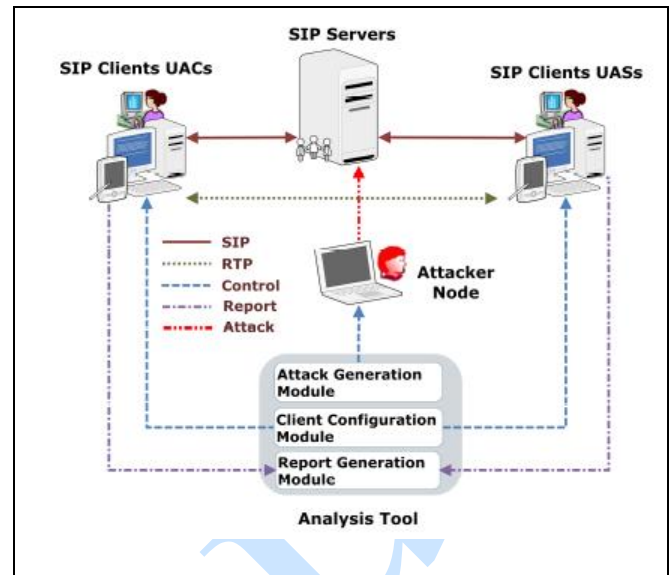 SIP Servers
SIP Clients UACs
SIP Clients UASs
SIP
RTP
Control
Report
Attack
Attacker
Node
Attack Generation
Module
Client Configuration
Module
Report Generation
Module
Analysis Tool